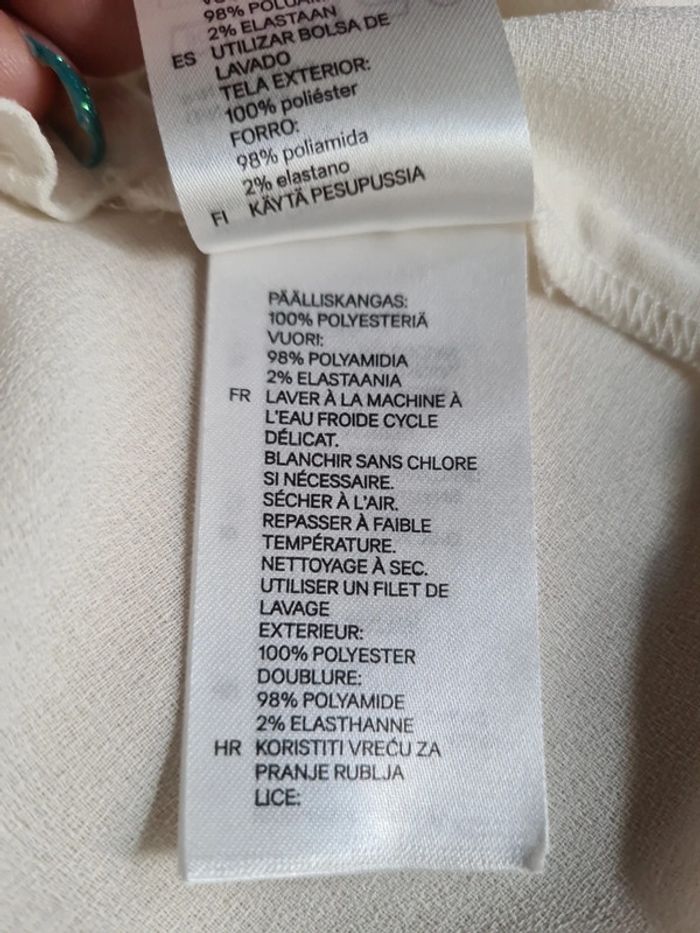 98%
2% ELASTAAN
ES UTILIZAR BOLSA DE
LAVADO
TELA EXTERIOR:
100% poliéster
FORRO:
98% poliamida
2% elastano
FI KÄYTÄ PESUPUSSIA
PÄÄLLISKANGAS:
100% POLYESTERIÄ
VUORI:
98% POLYAMIDIA
2% ELASTAANIA
FR LAVER À LA MACHINE À
L'EAU FROIDE CYCLE
DÉLICAT.
BLANCHIR SANS CHLORE
SI NÉCESSAIRE.
SÉCHER À L'AIR.
REPASSER À FAIBLE
TEMPÉRATURE.
NETTOYAGE À SEC.
UTILISER UN FILET DE
LAVAGE
EXTERIEUR:
100% POLYESTER
DOUBLURE:
98% POLYAMIDE
2% ELASTHANNE
HR KORISTITI VREĆU ZA
PRANJE RUBLJA
LICE: